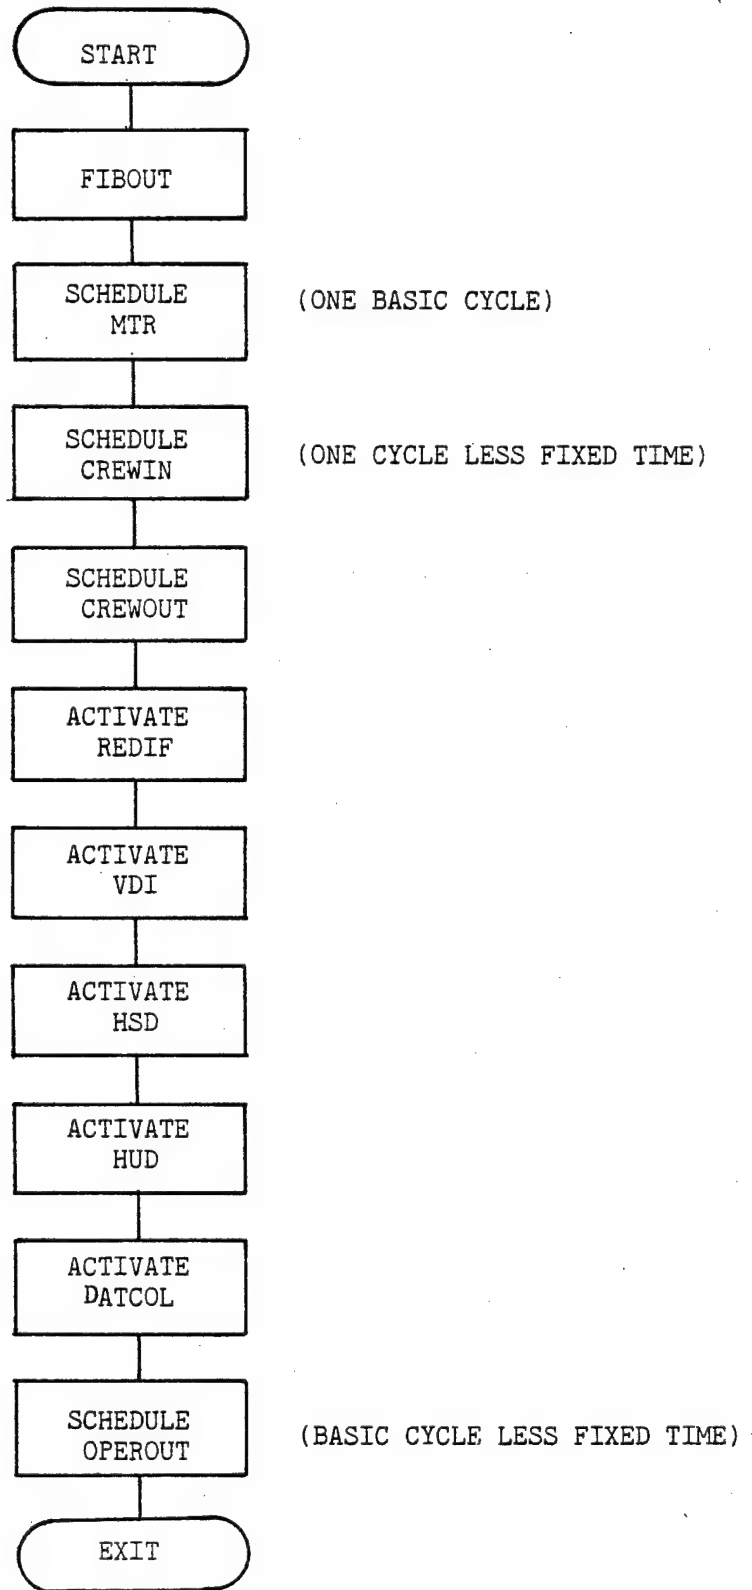 START
FIBOUT
SCHEDULE
MTR
(ONE BASIC CYCLE)
SCHEDULE
CREWIN
(ONE CYCLE LESS FIXED TIME)
SCHEDULE
CREWOUT
ACTIVATE
REDIF
ACTIVATE
VDI
ACTIVATE
HSD
ACTIVATE
HUD
ACTIVATE
DATCOL
SCHEDULE
OPEROUT
(BASIC CYCLE LESS FIXED TIME)
EXIT